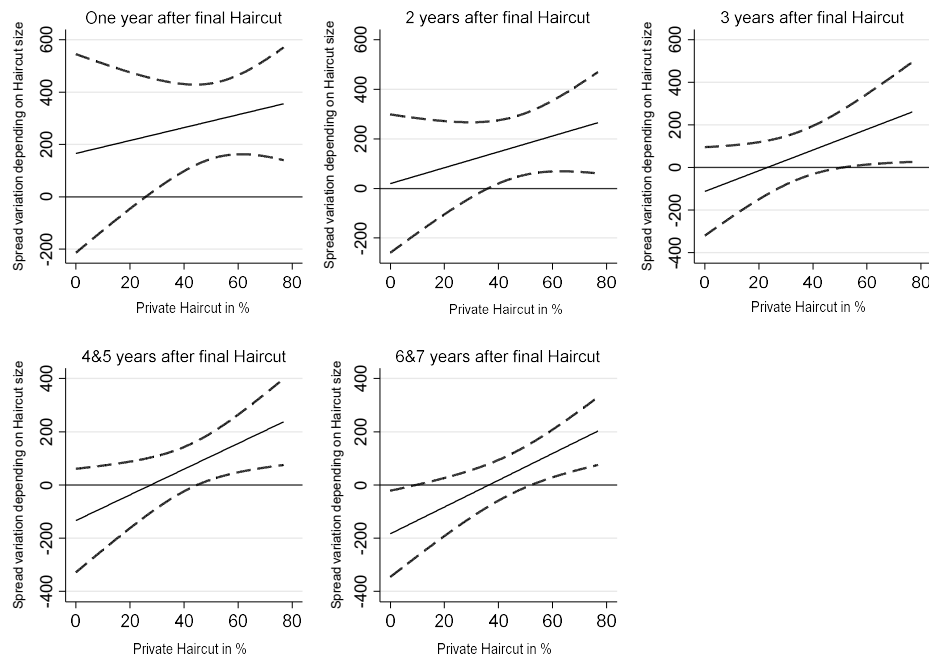 One year after final Haircut
Spread variation depending on Haircut size
600
400
200
0
-200
0 20 40 60 80
Private Haircut in %
2 years after final Haircut
Spread variation depending on Haircut size
600
400
200
0
-200
0 20 40 60 80
Private Haircut in %
3 years after final Haircut
Spread variation depending on Haircut size
600
400
200
0
-200
-400
0 20 40 60 80
Private Haircut in %
4&5 years after final Haircut
Spread variation depending on Haircut size
400
200
0
-200
-400
0 20 40 60 80
Private Haircut in %
6&7 years after final Haircut
Spread variation depending on Haircut size
400
200
0
-200
-400
0 20 40 60 80
Private Haircut in %